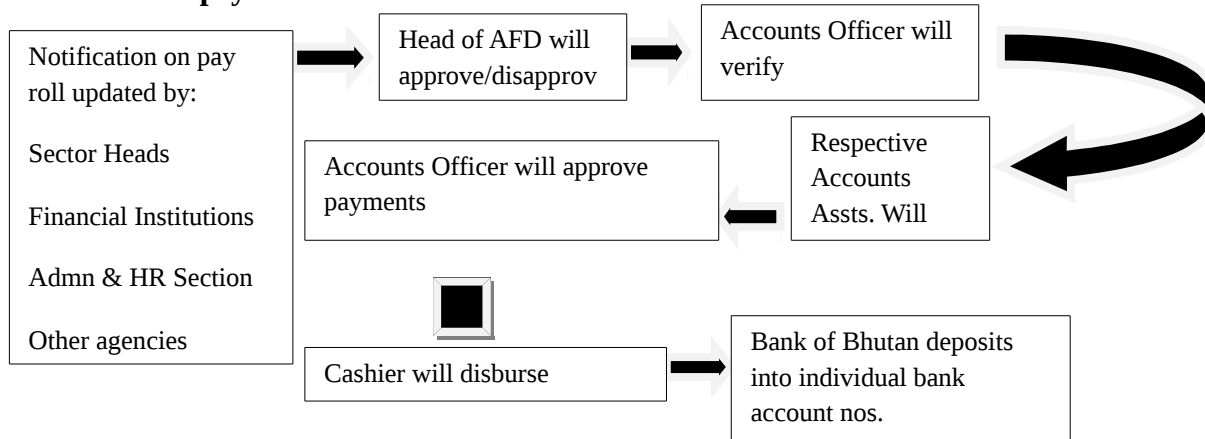 Notification on pay
roll updated by:
Sector Heads
Financial Institutions
Admn & HR Section
Other agencies
Head of AFD will
approve/disapprov
Accounts Officer will
verify
Respective
Accounts
Assts. Will
Accounts Officer will approve
payments
Cashier will disburse
Bank of Bhutan deposits
into individual bank
account nos.